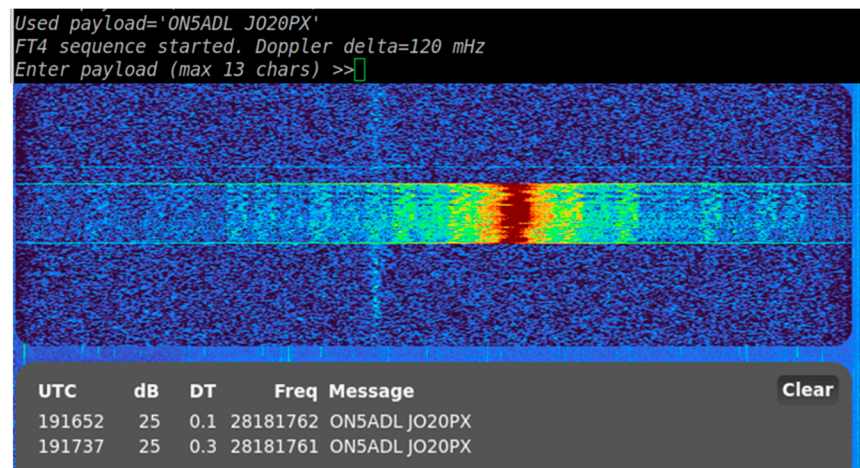 Used payload='ON5ADL JO20PX'
FT4 sequence started. Doppler delta=120 mHz
Enter payload (max 13 chars) >>
UTC dB DT Freq Message Clear
191652 25 0.1 28181762 ON5ADL JO20PX
191737 25 0.3 28181761 ON5ADL JO20PX